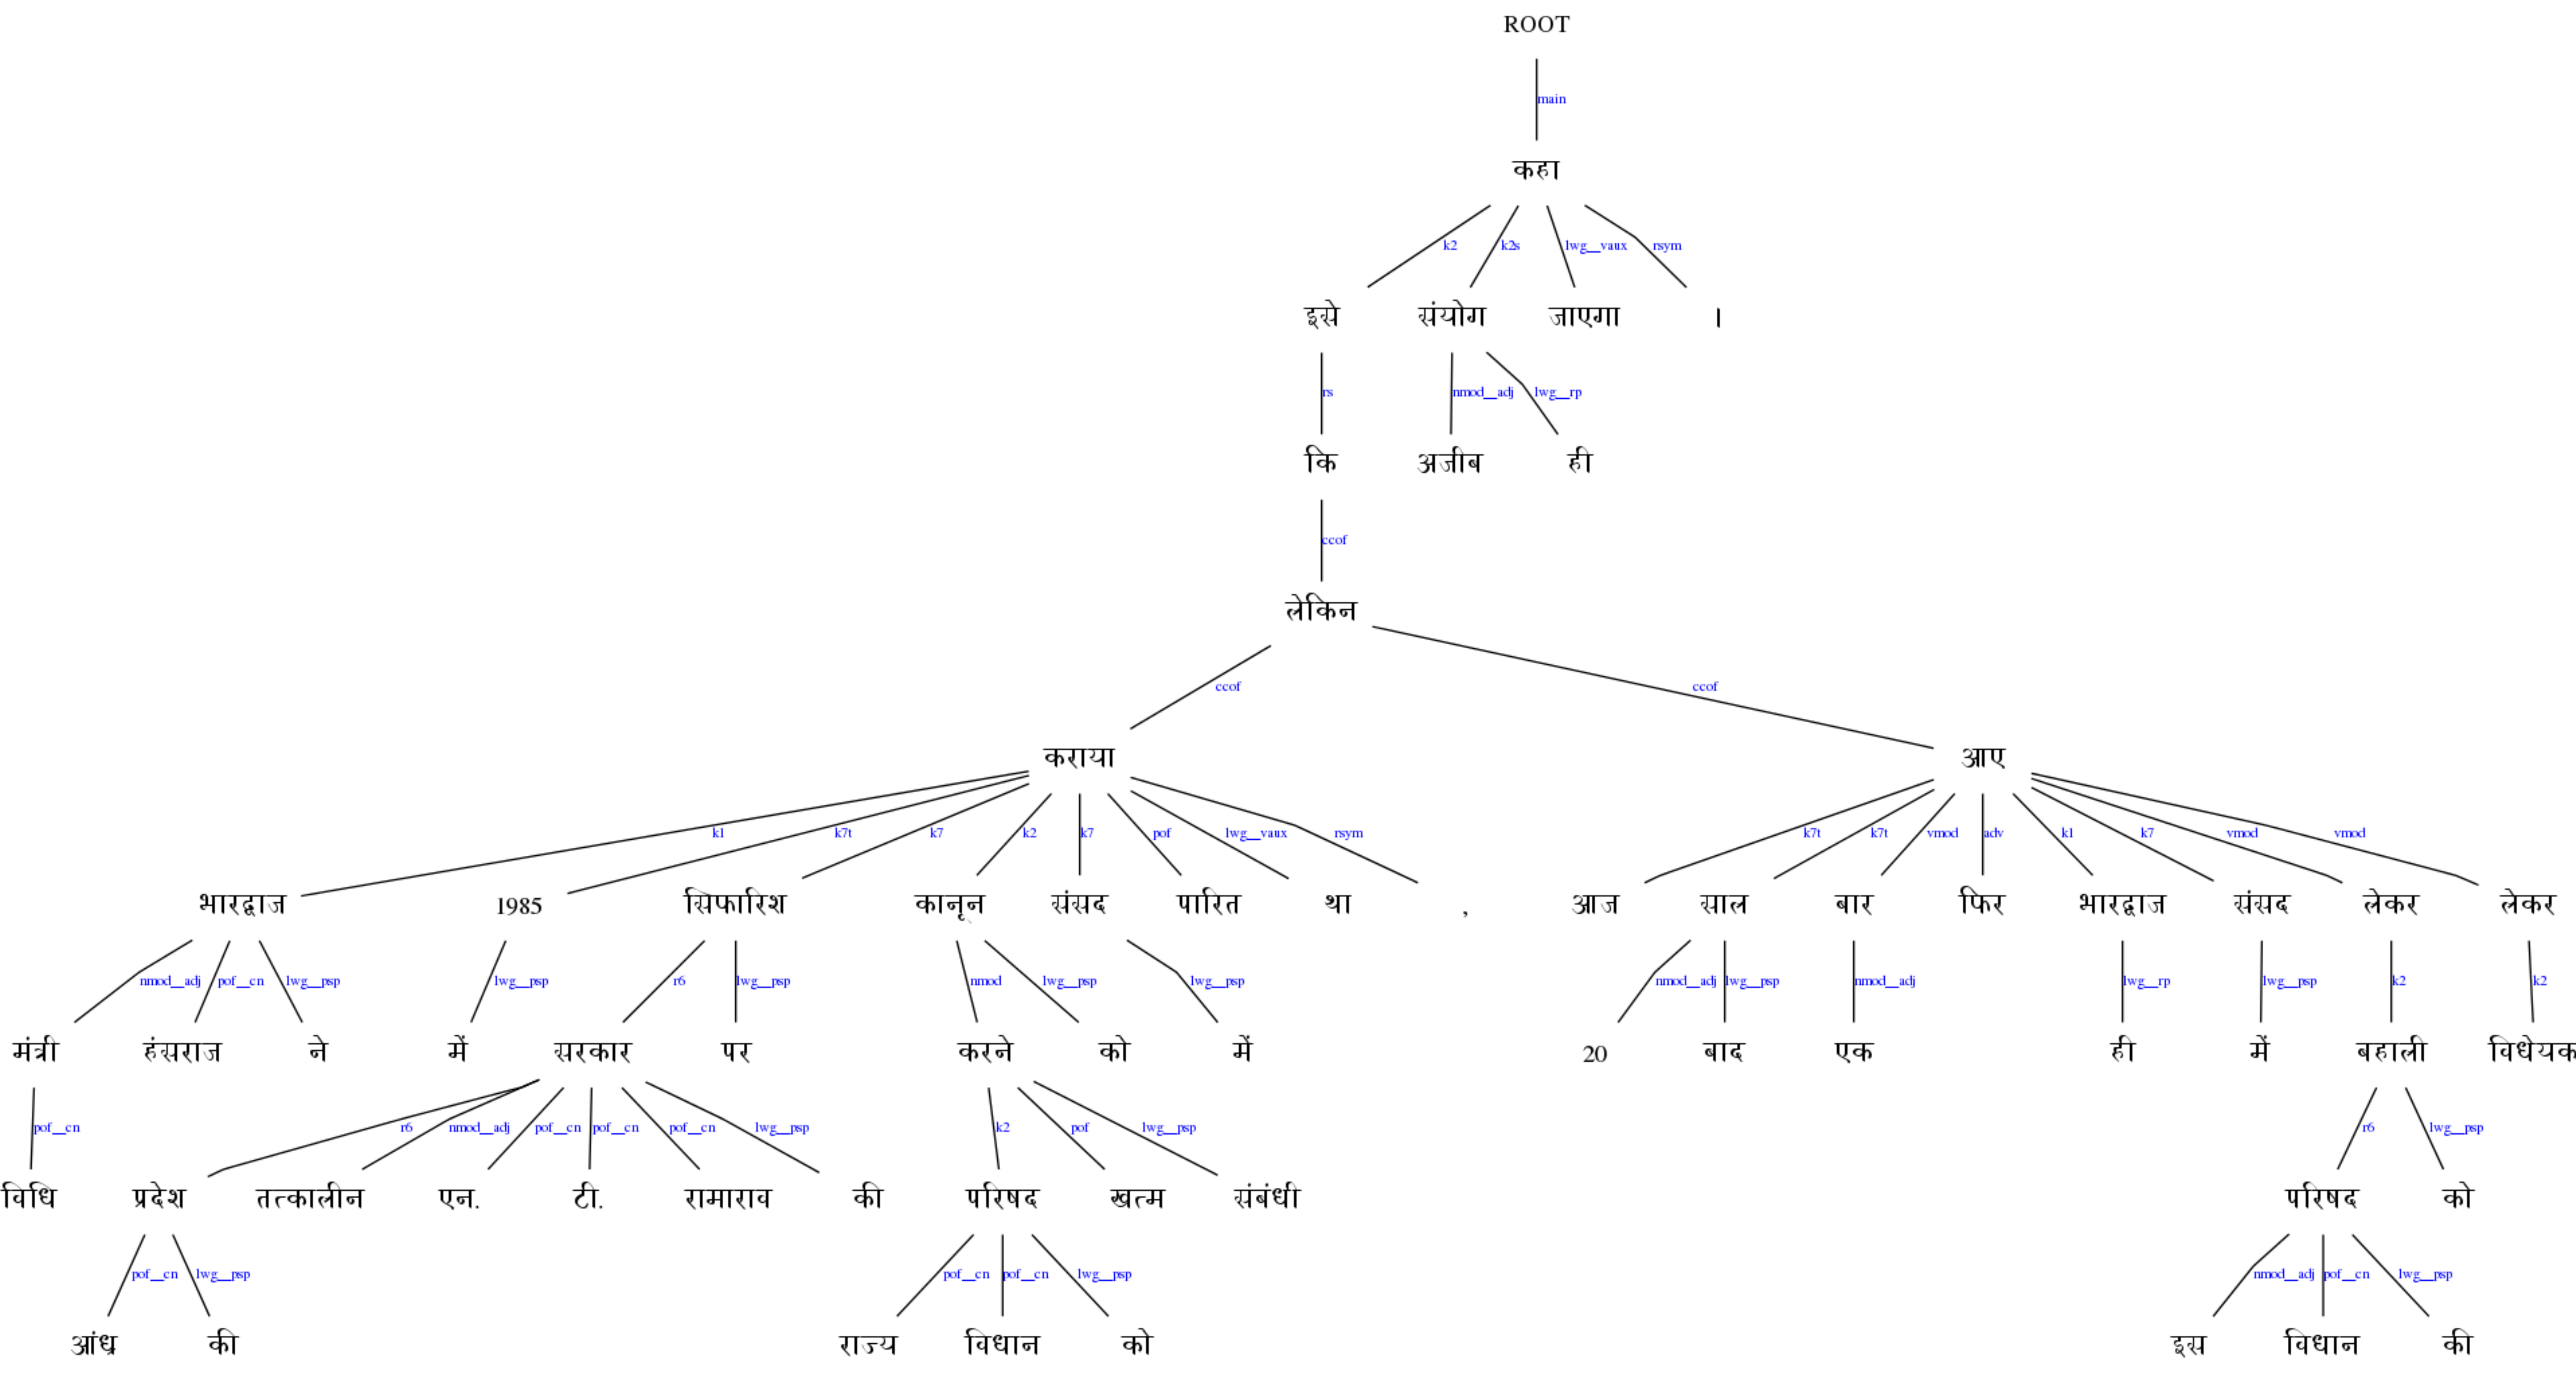 ROOT
main
कहा
k2 k2s lwg__vaux rsym
इसे संयोग जाएगा ।
rs nmod__adj lwg__rp
कि अजीब ही
ccof
लेकिन
ccof ccof
कराया आए
k1 k7t k7 k2 k7 pof lwg__vaux rsym k7t k7t vmod adv k1 k7 vmod vmod
भारद्वाज 1985 सिफारिश कानून संसद पारित था , आज साल बार फिर भारद्वाज संसद लेकर लेकर
nmod__adj pof__cn lwg__psp lwg__psp r6 lwg__psp nmod lwg__psp lwg__psp nmod__adj lwg__psp nmod__adj lwg__rp lwg__psp k2 k2
मंत्री हंसराज ने में सरकार पर करने को में 20 बाद एक ही में बहाली विधेयक
pof__cn r6 nmod__adj pof__cn pof__cn pof__cn lwg__psp k2 pof lwg__psp r6 lwg__psp
विधि प्रदेश तत्कालीन एन. टी. रामाराव की परिषद खत्म संबंधी परिषद को
pof__cn lwg__psp pof__cn pof__cn lwg__psp nmod__adj pof__cn lwg__psp
आंध्र की राज्य विधान को इस विधान की